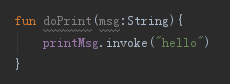 fun doPrint(msg:String){
    printMsg.invoke("hello")
}